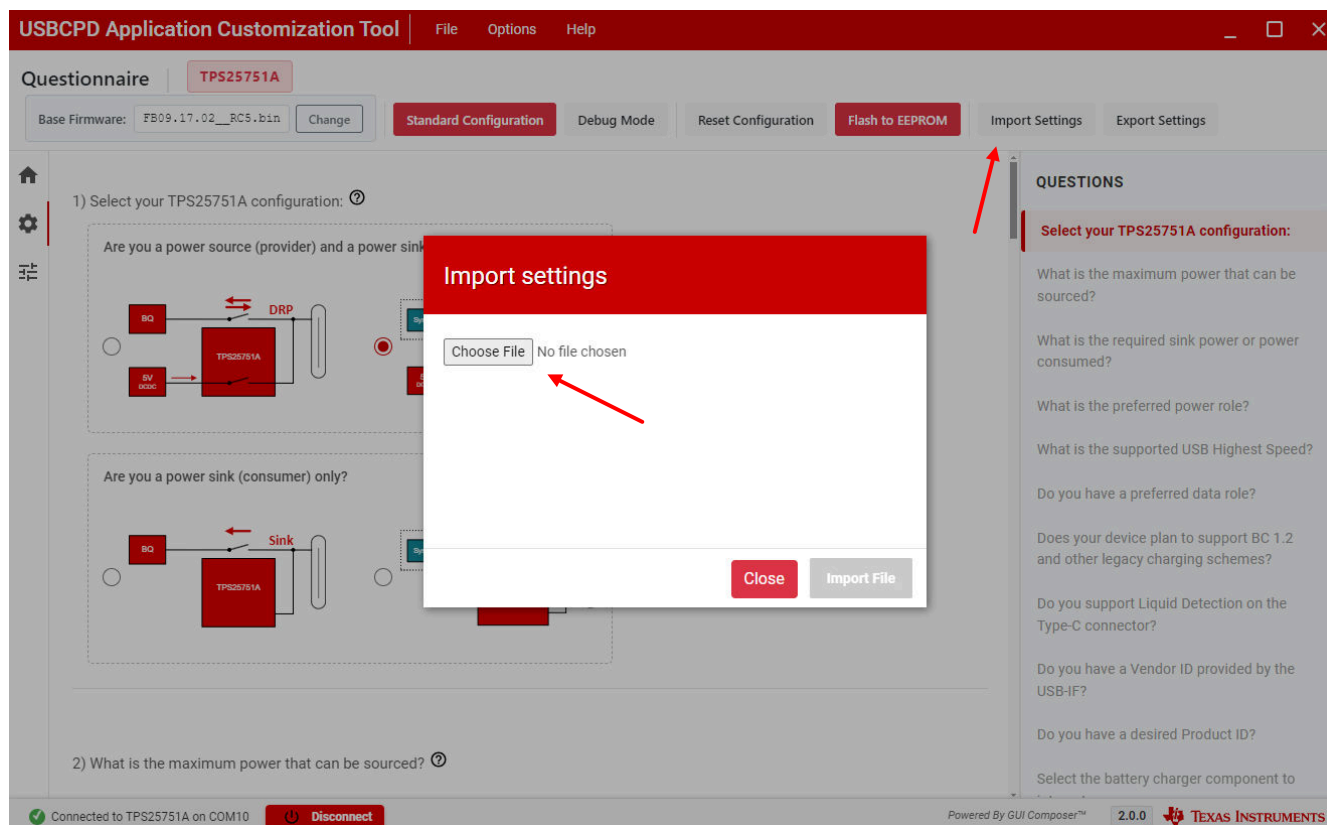 USBCPD Application Customization Tool File Options Help
Questionnaire TPS25751A
Base Firmware: FB09.17.02__RC5.bin Change Standard Configuration Debug Mode Reset Configuration Flash to EEPROM Import Settings Export Settings
1) Select your TPS25751A configuration:
Are you a power source (provider) and a power sink
DRP
BQ
TPS25751A
5V
DCDC
Import settings
Choose File No file chosen
Close Import File
Are you a power sink (consumer) only?
Sink
BQ
TPS25751A
2) What is the maximum power that can be sourced?
QUESTIONS
Select your TPS25751A configuration:
What is the maximum power that can be
sourced?
What is the required sink power or power
consumed?
What is the preferred power role?
What is the supported USB Highest Speed?
Do you have a preferred data role?
Does your device plan to support BC 1.2
and other legacy charging schemes?
Do you support Liquid Detection on the
Type-C connector?
Do you have a Vendor ID provided by the
USB-IF?
Do you have a desired Product ID?
Select the battery charger component to
Connected to TPS25751A on COM10 Disconnect Powered By GUI Composer™ 2.0.0 TEXAS INSTRUMENTS